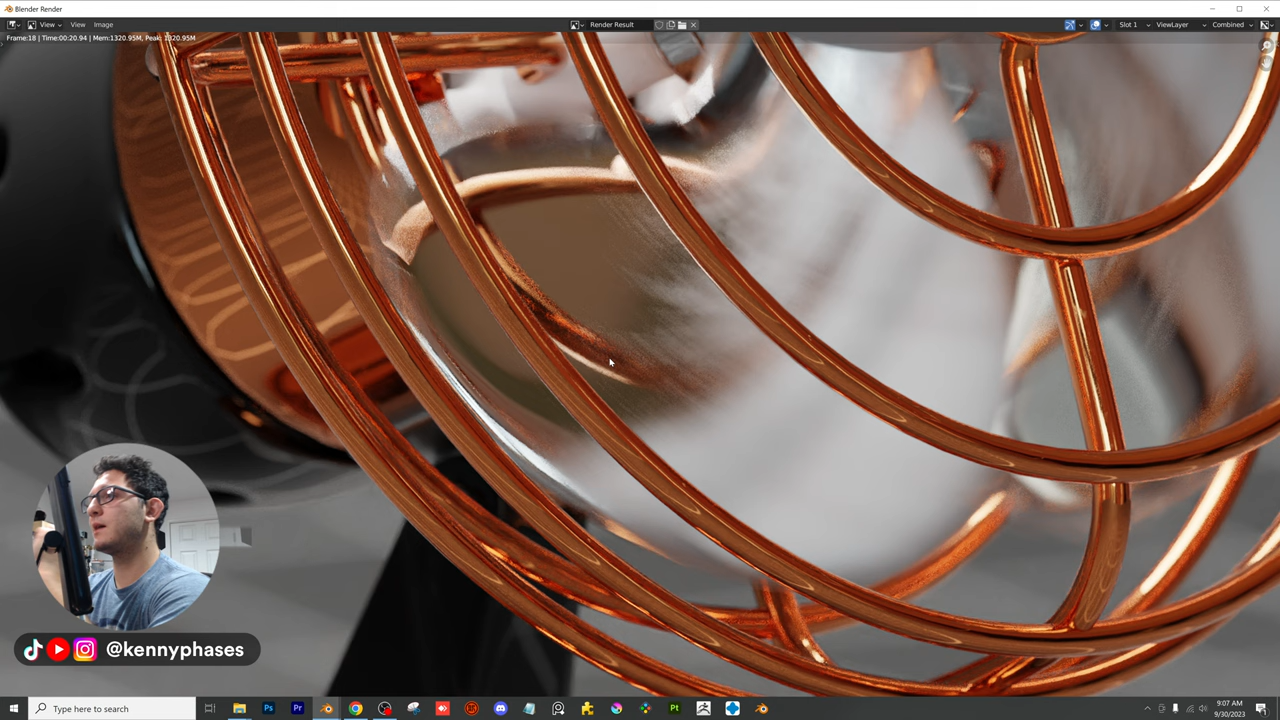 Blender Render
View
View
Image
Render Result
Slot 1
ViewLayer
Combined
Frame:18 | Time:00:20.94 | Mem:1320.95M, Peak: 1320.95M
@kennyphases
Type here to search
9:07 AM
9/30/2023